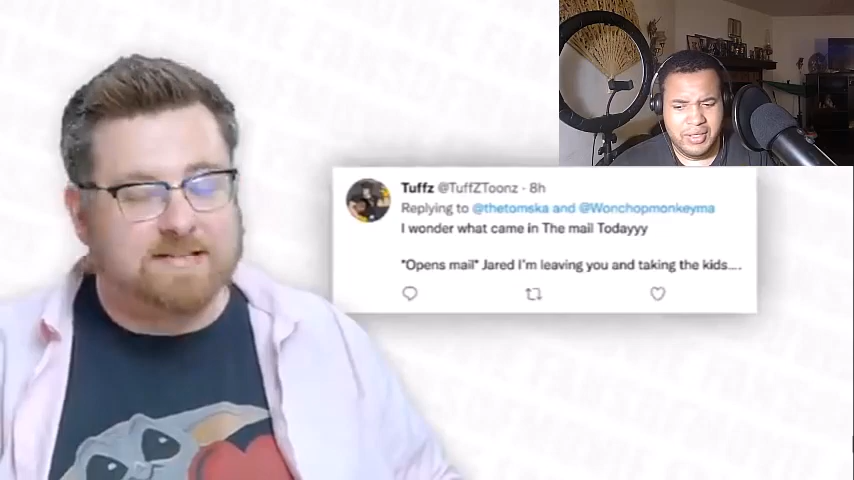 Tuffz @TuffZToonz · 8h
Replying to @thetomska and @Wonchopmonkeyma
I wonder what came in The mail Todayyy
*Opens mail* Jared I'm leaving you and taking the kids....